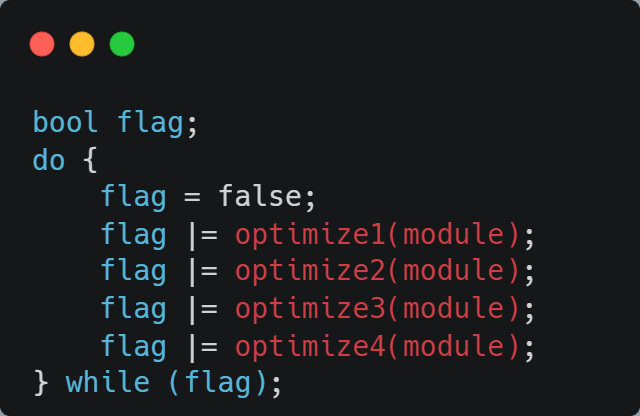 bool flag;
do {
    flag = false;
    flag |= optimize1(module);
    flag |= optimize2(module);
    flag |= optimize3(module);
    flag |= optimize4(module);
} while (flag);